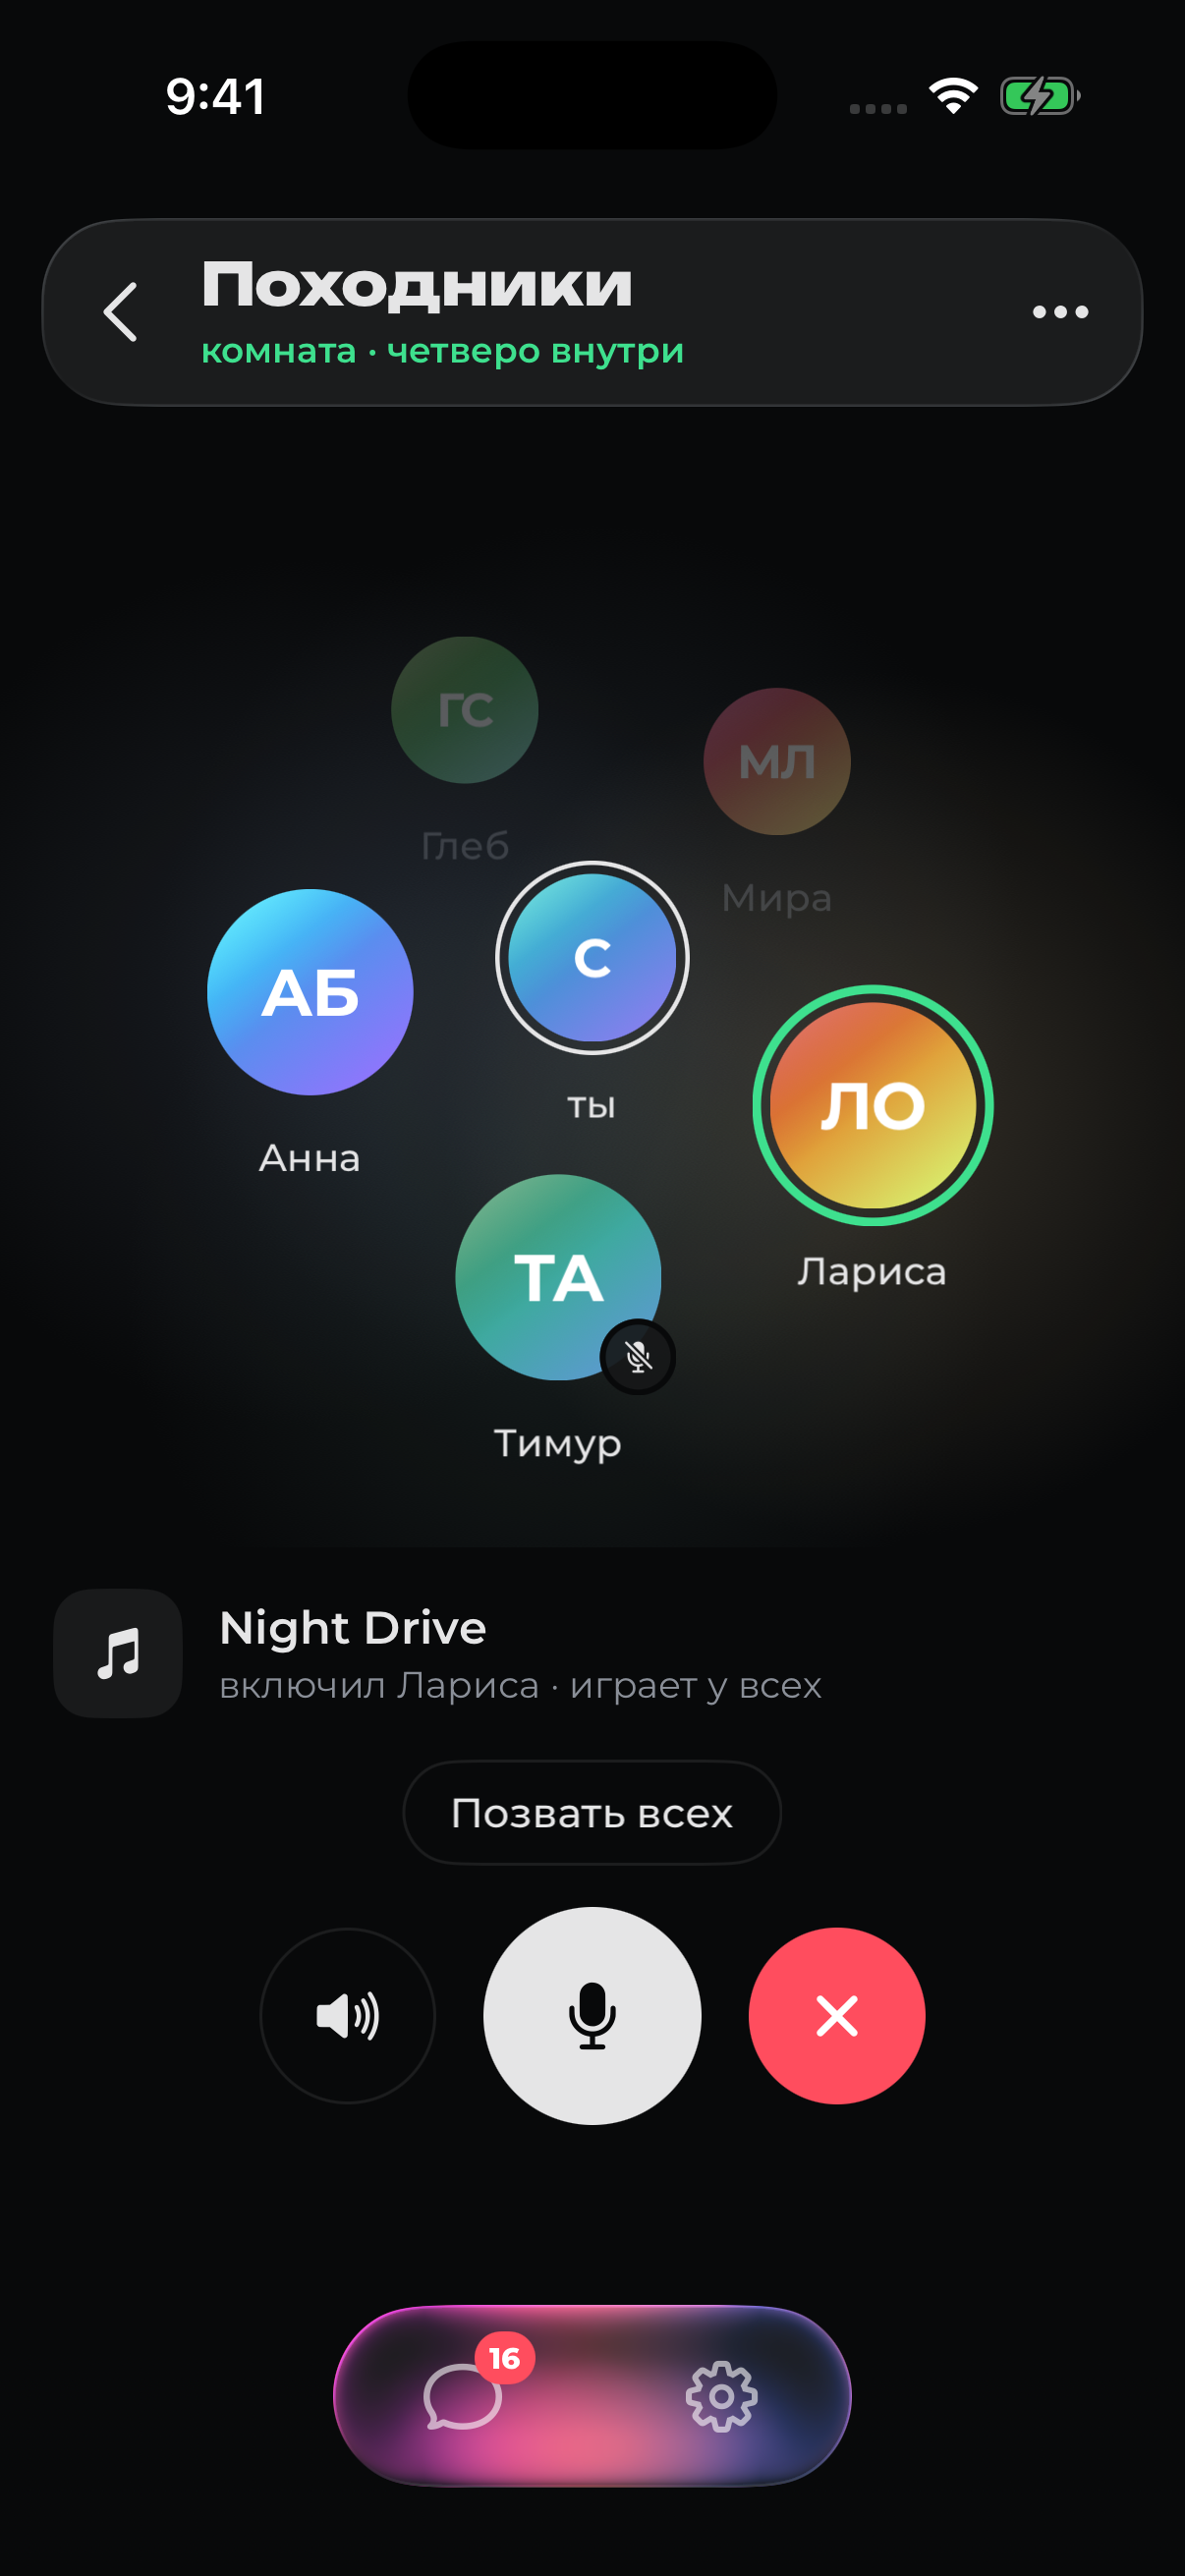 9:41
Походники
комната · четверо внутри
ГС
МЛ
Глеб
Мира
АБ
С
ты
ЛО
Анна
ТА
Лариса
Тимур
Night Drive
включил Лариса · играет у всех
Позвать всех
16